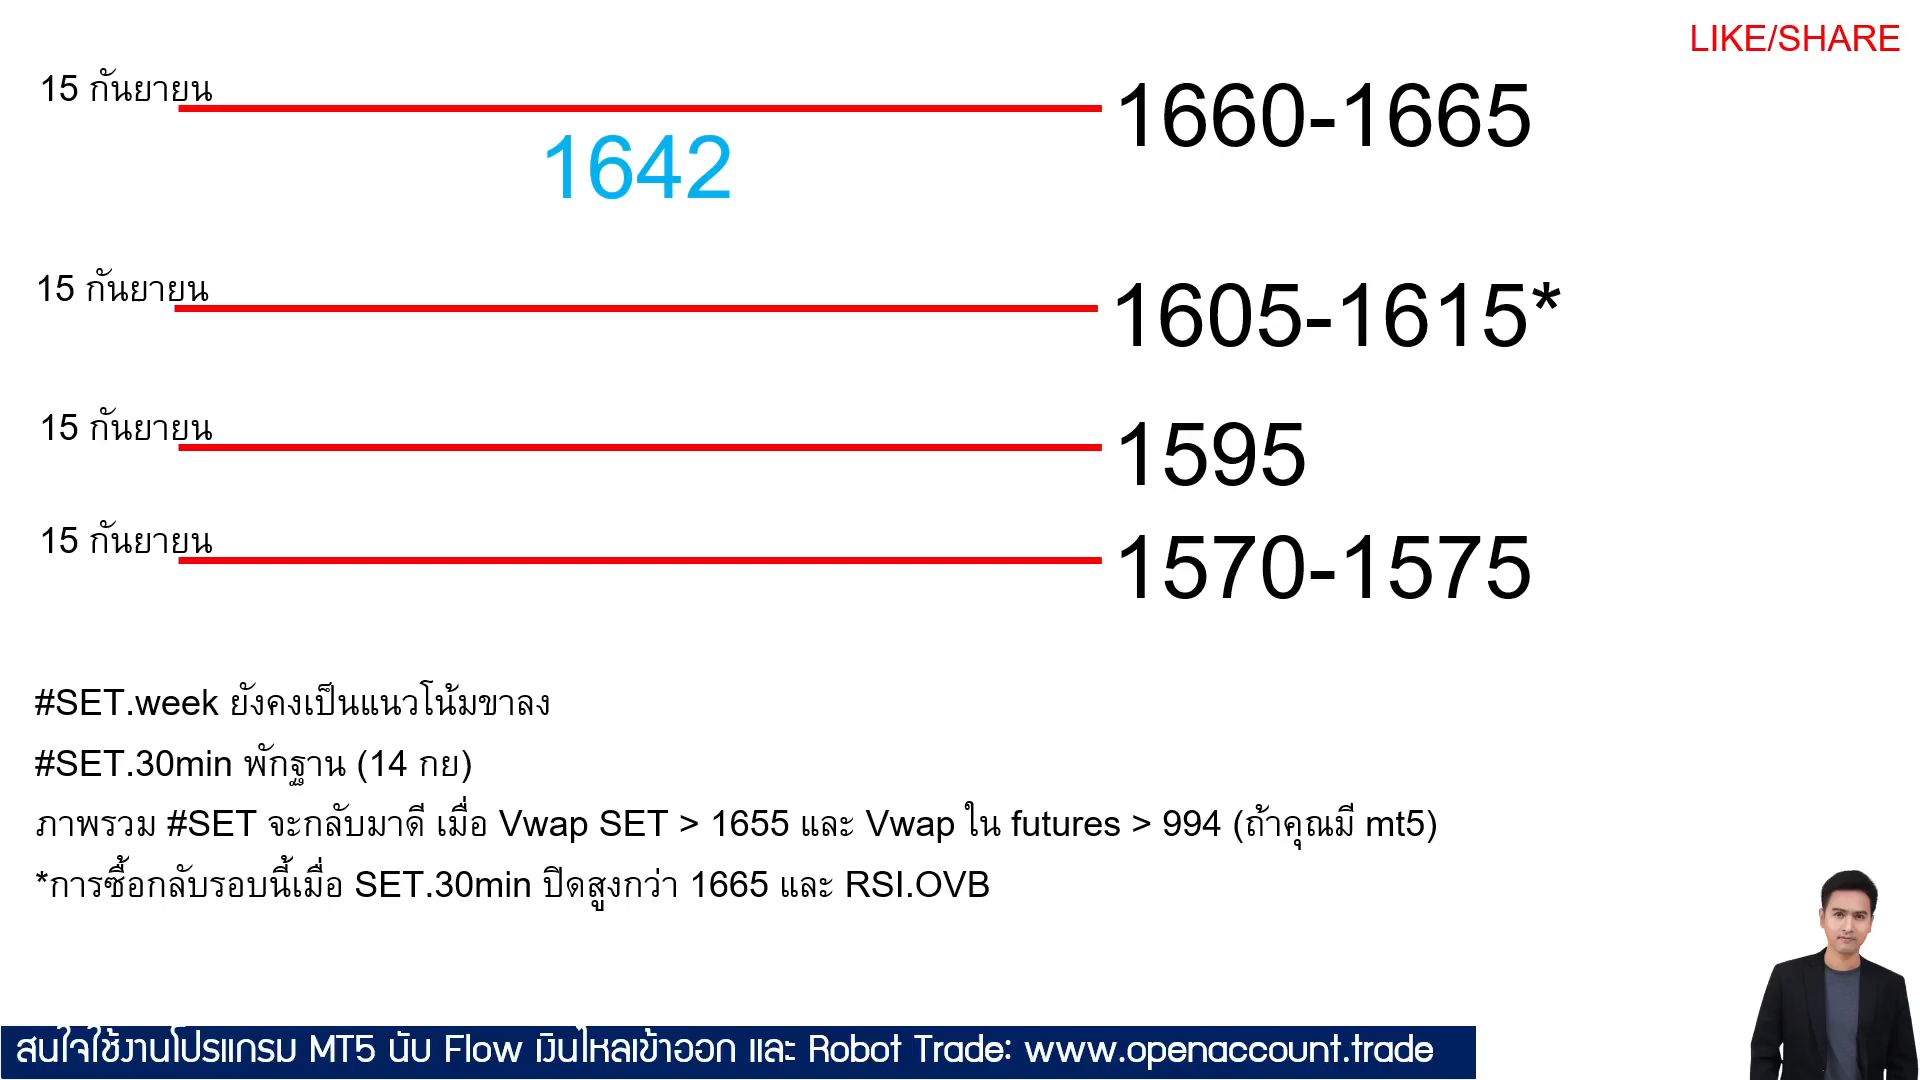 LIKE/SHARE
15 กันยายน
1660-1665
1642
15 กันยายน
1605-1615*
15 กันยายน
1595
15 กันยายน
1570-1575
#SET.week ยังคงเป็นแนวโน้มขาลง
#SET.30min พักฐาน (14 กย)
ภาพรวม #SET จะกลับมาดี เมื่อ Vwap SET > 1655 และ Vwap ใน futures > 994 (ถ้าคุณมี mt5)
*การซื้อกลับรอบนี้เมื่อ SET.30min ปิดสูงกว่า 1665 และ RSI.OVB
สนใจใช้งานโปรแกรม MT5 นับ Flow เงินไหลเข้าออก และ Robot Trade: www.openaccount.trade